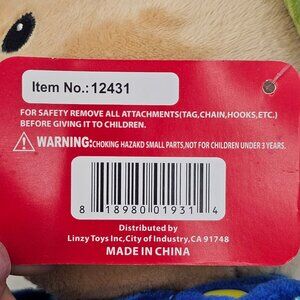 Item No.: 12431
FOR SAFETY REMOVE ALL ATTACHMENTS(TAG,CHAIN,HOOKS,ETC.)
BEFORE GIVING IT TO CHILDREN.
WARNING:CHOKING HAZAKD SMALL PARTS,NOT FOR CHILDREN UNDER 3 YEARS.
8 18980 01931 4
Distributed by
Linzy Toys Inc,City of Industry,CA 91748
MADE IN CHINA